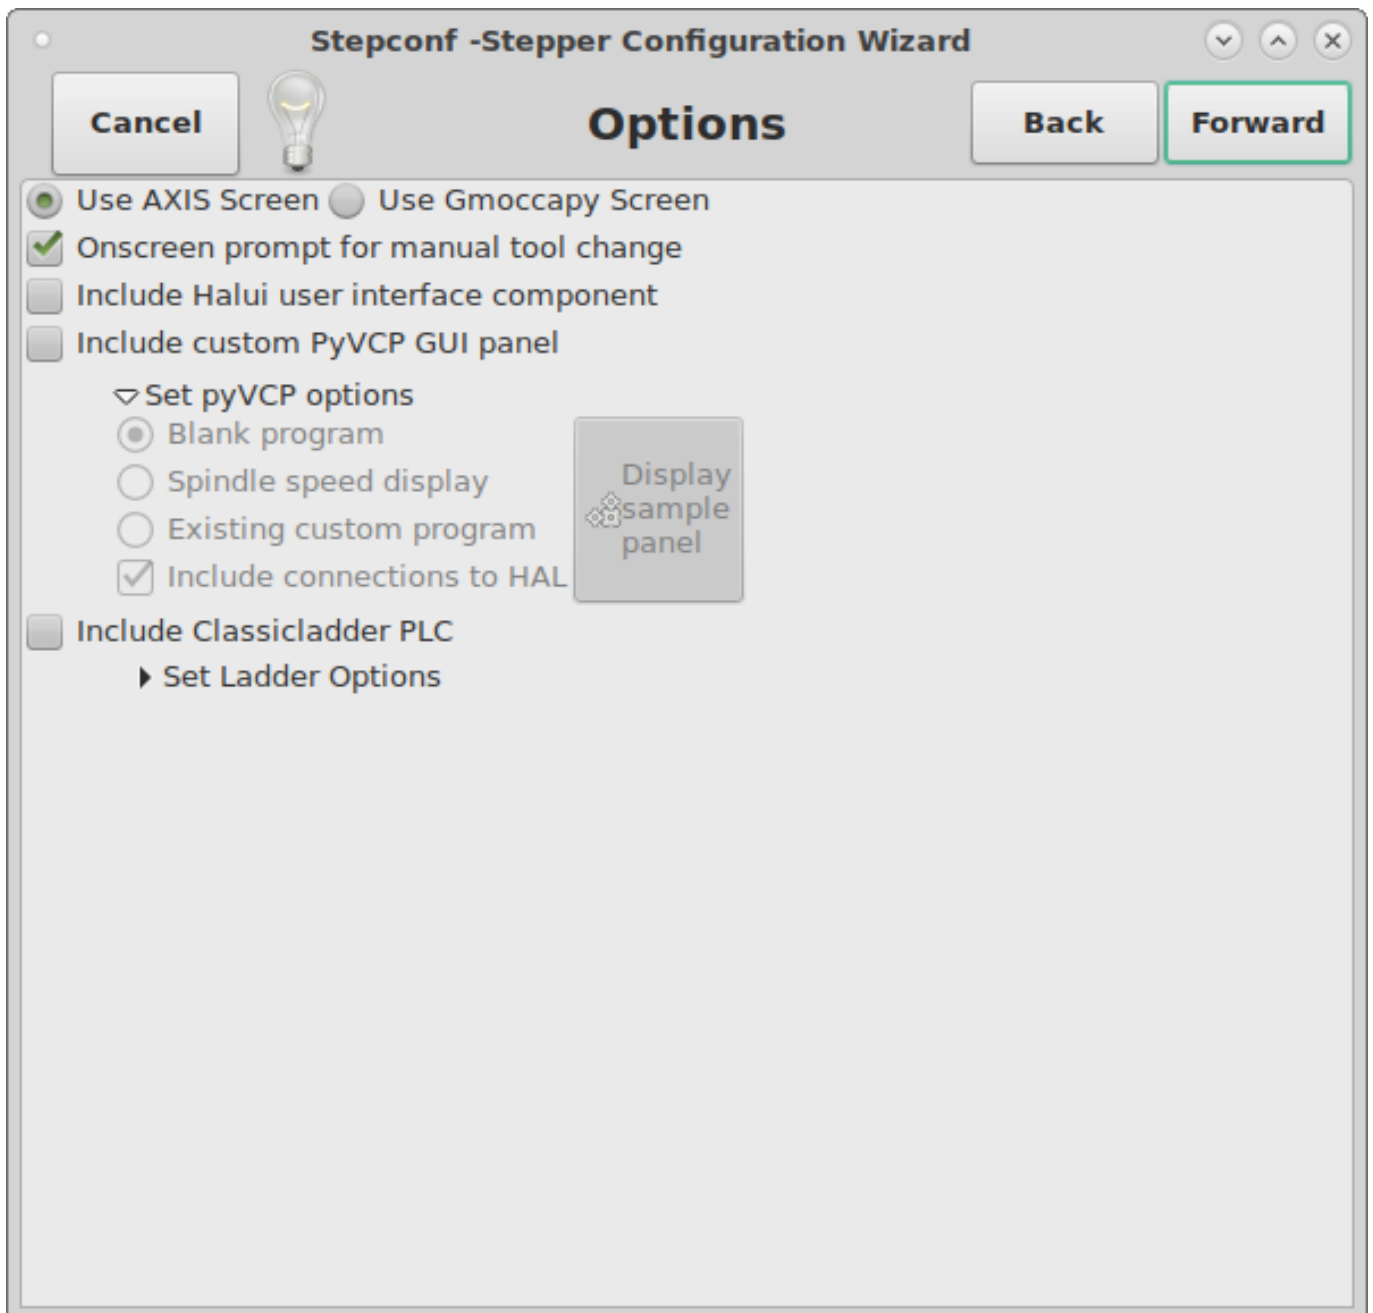 Stepconf -Stepper Configuration Wizard
Cancel
Options
Back
Forward
Use AXIS Screen
Use Gmoccapy Screen
Onscreen prompt for manual tool change
Include Halui user interface component
Include custom PyVCP GUI panel
Set pyVCP options
Blank program
Spindle speed display
Existing custom program
Include connections to HAL
Display
sample
panel
Include Classicladder PLC
Set Ladder Options